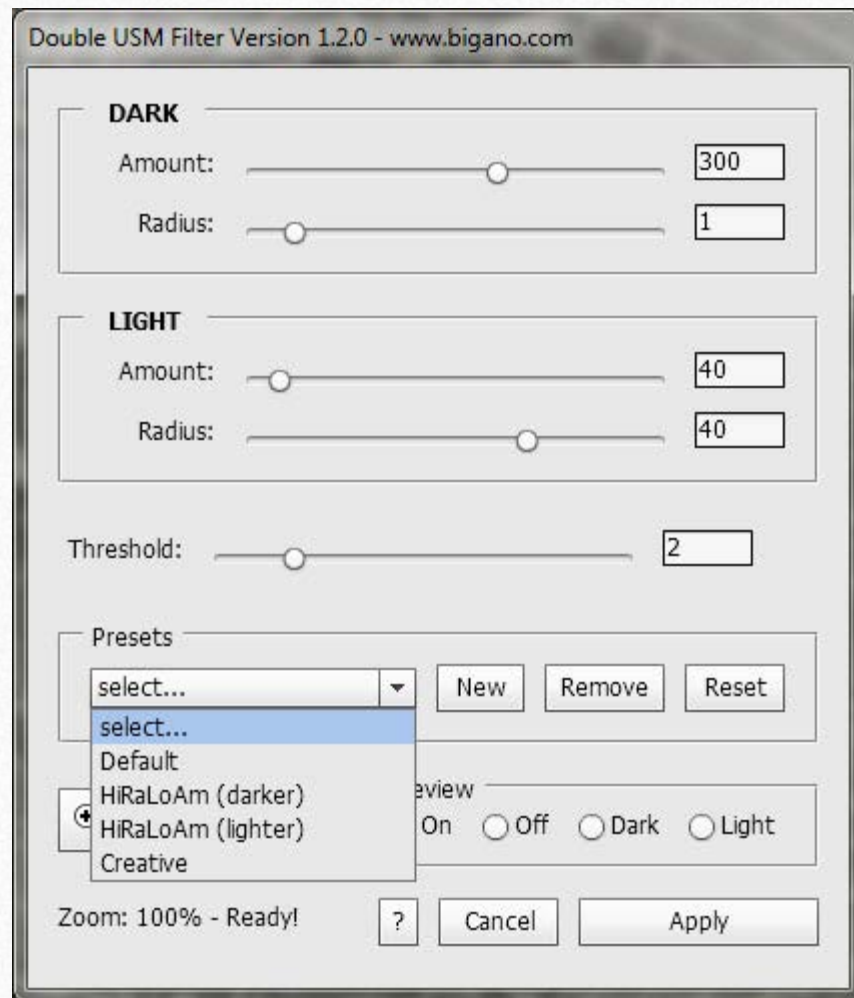 Double USM Filter Version 1.2.0 - www.bigano.com
DARK
Amount: 300
Radius: 1
LIGHT
Amount: 40
Radius: 40
Threshold: 2
Presets
select... New Remove Reset
select...
Default
HiRaLoAm (darker)
HiRaLoAm (lighter)
Creative
eview
On Off Dark Light
Zoom: 100% - Ready! ? Cancel Apply